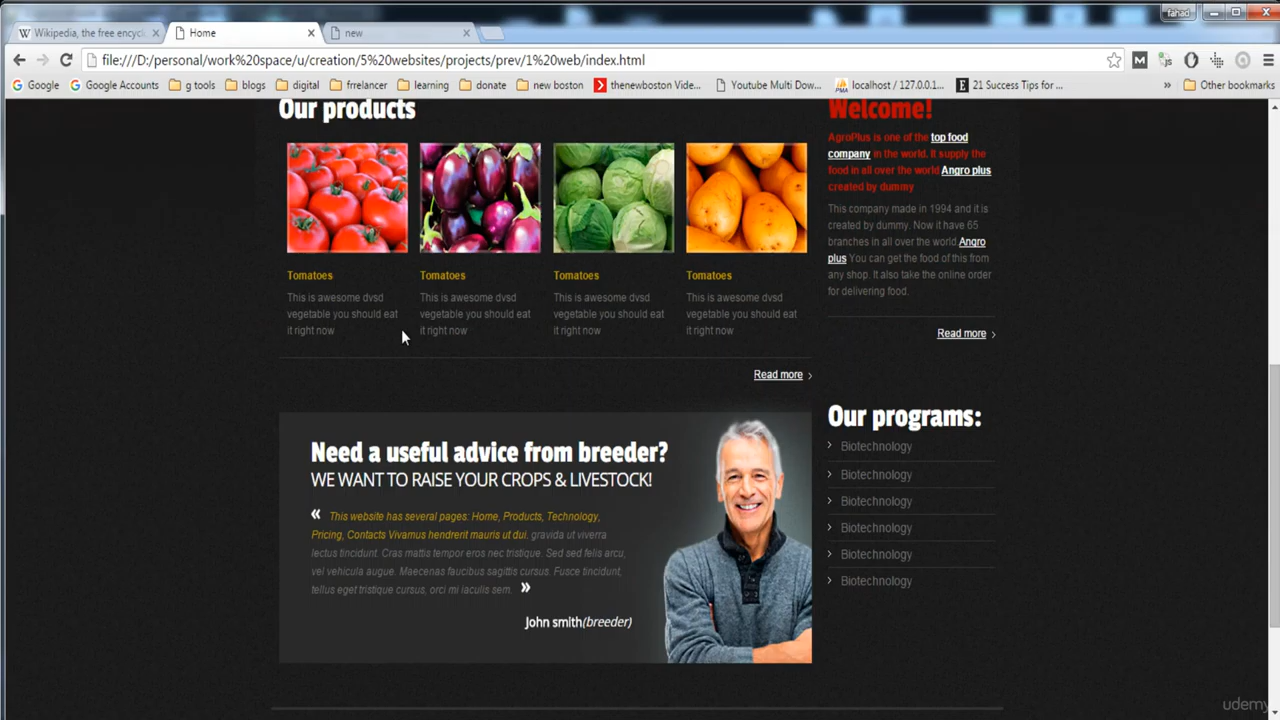 fahad
Wikipedia, the free encycl
Home
new
file:///D:/personal/work%20space/u/creation/5%20websites/projects/prev/1%20web/index.html
Google
Google Accounts
g tools
blogs
digital
frrelancer
learning
donate
new boston
thenewboston Vide...
Youtube Multi Dow...
localhost / 127.0.0.1...
21 Success Tips for ...
»
Other bookmarks
Our products
Tomatoes
This is awesome dvsd
vegetable you should eat
it right now
Tomatoes
This is awesome dvsd
vegetable you should eat
it right now
Tomatoes
This is awesome dvsd
vegetable you should eat
it right now
Tomatoes
This is awesome dvsd
vegetable you should eat
it right now
Read more
Welcome!
AgroPlus is one of the top food
company in the world. It supply the
food in all over the world Angro plus
created by dummy
This company made in 1994 and it is
created by dummy. Now it have 65
branches in all over the world Angro
plus You can get the food of this from
any shop. It also take the online order
for delivering food.
Read more
Need a useful advice from breeder?
WE WANT TO RAISE YOUR CROPS & LIVESTOCK!
« This website has several pages: Home, Products, Technology,
Pricing, Contacts Vivamus hendrerit mauris ut dui. gravida ut viverra
lectus tincidunt. Cras mattis tempor eros nec tristique. Sed sed felis arcu,
vel vehicula augue. Maecenas faucibus sagittis cursus. Fusce tincidunt,
tellus eget tristique cursus, orci mi iaculis sem. »
John smith(breeder)
Our programs:
Biotechnology
Biotechnology
Biotechnology
Biotechnology
Biotechnology
Biotechnology
udemy